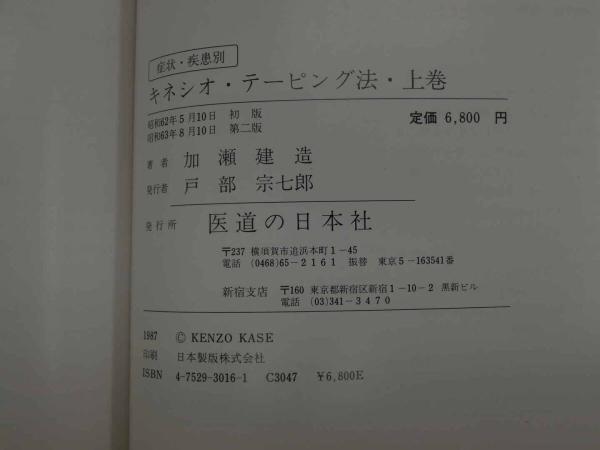 症状・疾患別
キネシオ・テーピング法・上巻
昭和62年5月10日 初版
昭和63年8月10日 第二版
定価 6,800 円
著者 加瀬建造
発行者 戸部宗七郎
発行所 医道の日本社
〒237 横須賀市追浜本町1-45
電話 (0468)65-2161 振替 東京5-163541番
新宿支店 〒160 東京都新宿区新宿1-10-2 黒新ビル
電話 (03)341-3470
1987 © KENZO KASE
印刷 日本製版株式会社
ISBN 4-7529-3016-1 C3047 ¥6,800E